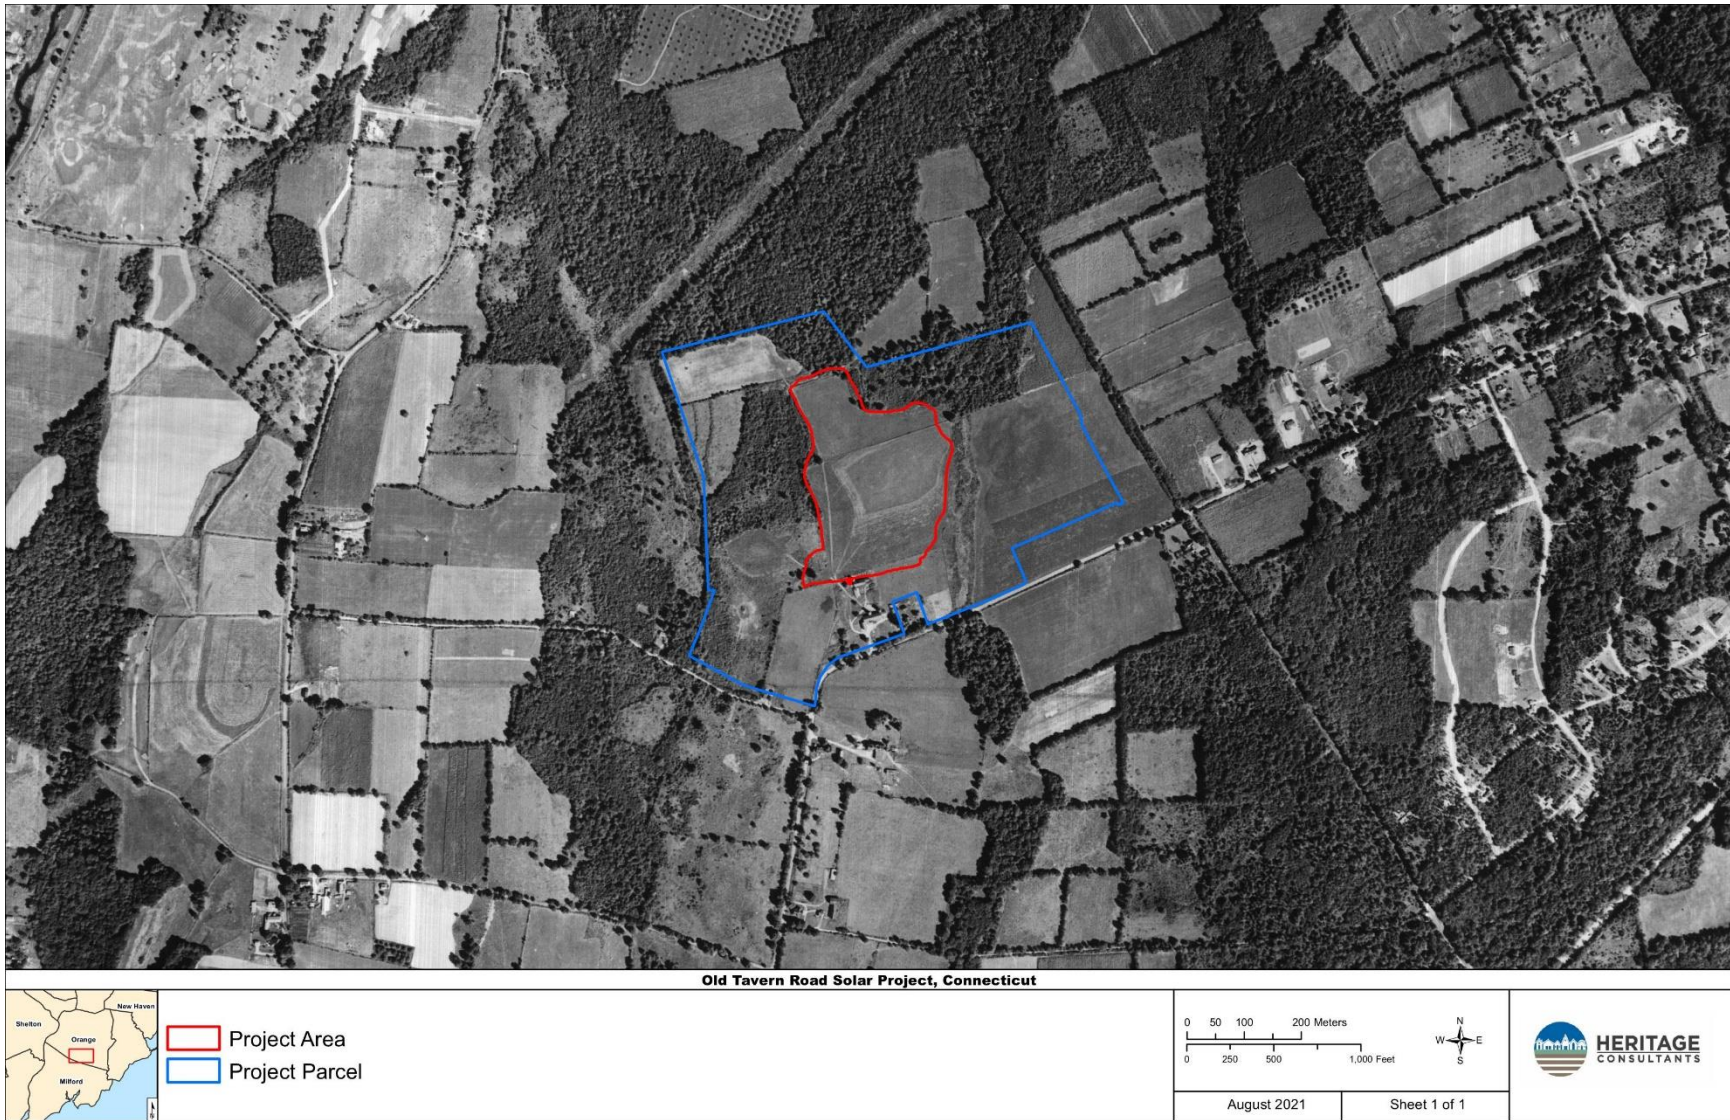 Old Tavern Road Solar Project, Connecticut
New Haven
Shelton
Orange
Milford
N
Project Area
Project Parcel
0 50 100 200 Meters
0 250 500 1,000 Feet
N
W E
S
August 2021
Sheet 1 of 1
HERITAGE
CONSULTANTS